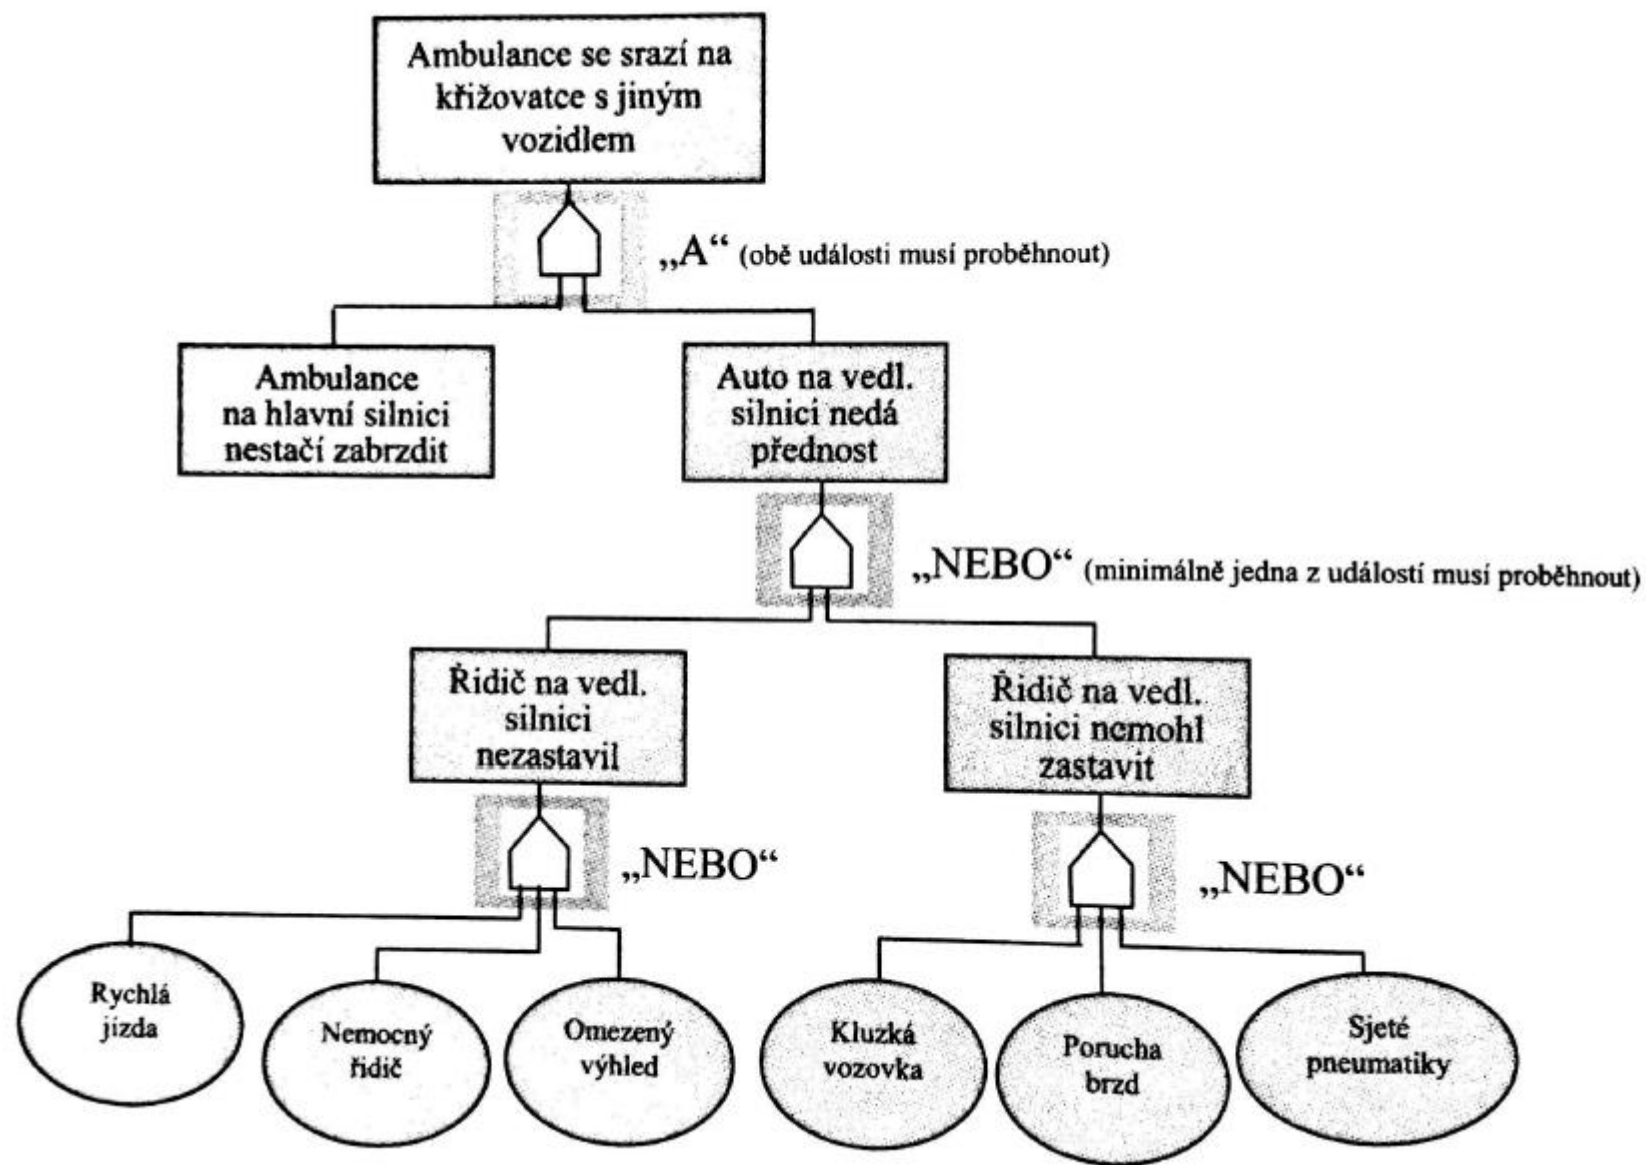 Ambulance se srazí na
křižovatce s jiným
vozidlem
„A“ (obě události musí proběhnout)
Ambulance
na hlavní silnici
nestačí zabrzdit
Auto na vedl.
silnici nedá
přednost
„NEBO“ (minimálně jedna z událostí musí proběhnout)
Řidič na vedl.
silnici
nezastavil
Řidič na vedl.
silnici nemohl
zastavit
„NEBO“
„NEBO“
Rychlá
jízda
Nemocný
řidič
Omezený
výhled
Kluzká
vozovka
Porucha
brzd
Sjeté
pneumatiky